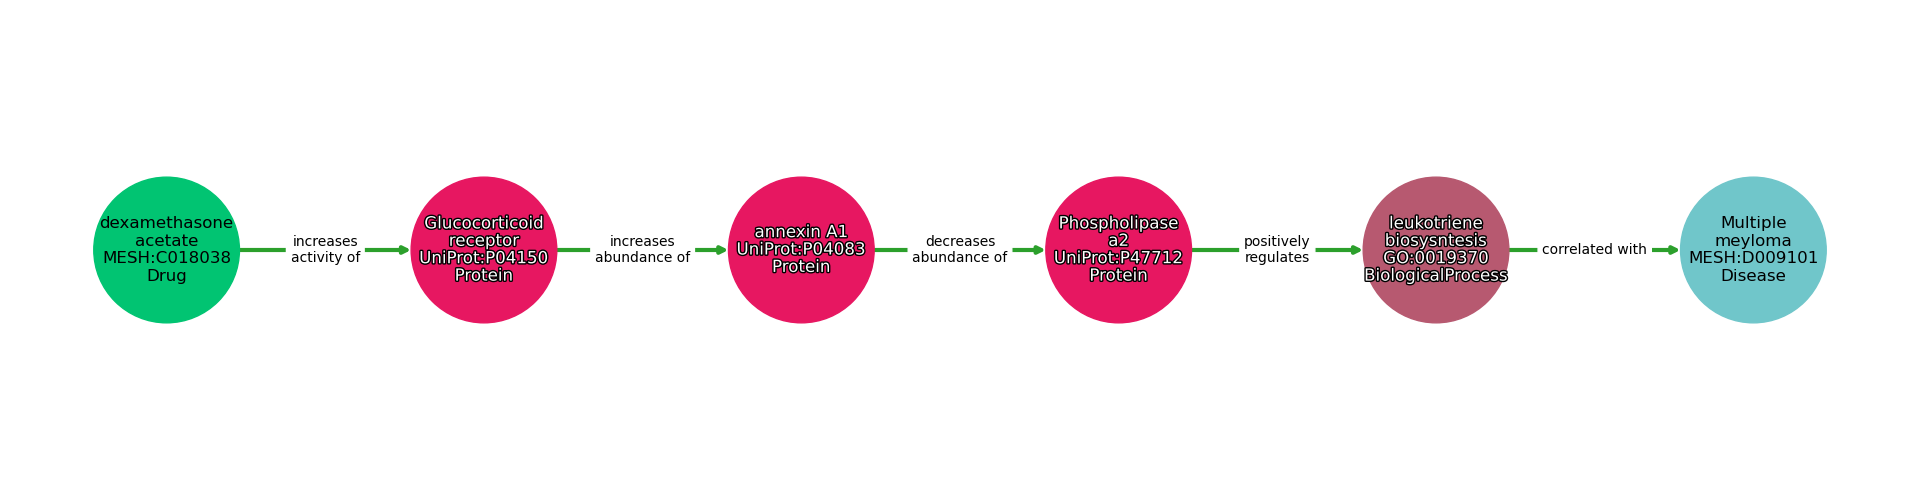 dexamethasone
acetate
MESH:C018038
Drug
increases
activity of
Glucocorticoid
receptor
UniProt:P04150
Protein
increases
abundance of
annexin A1
UniProt:P04083
Protein
decreases
abundance of
Phospholipase
a2
UniProt:P47712
Protein
positively
regulates
leukotriene
biosysntesis
GO:0019370
BiologicalProcess
correlated with
Multiple
meyloma
MESH:D009101
Disease